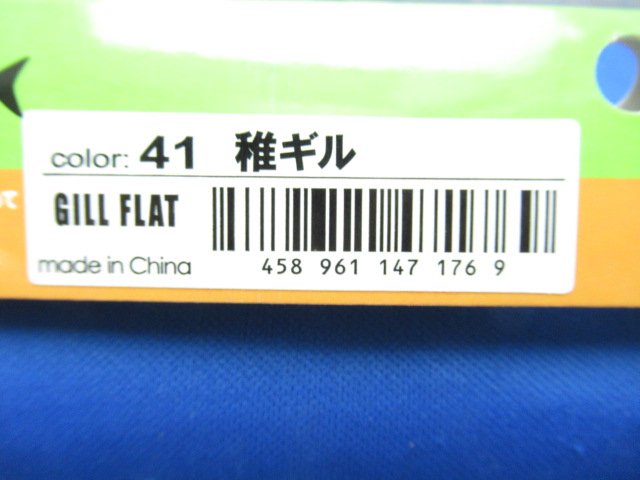 color: 41 稚ギル
GILL FLAT
made in China
458 961 147 176 9